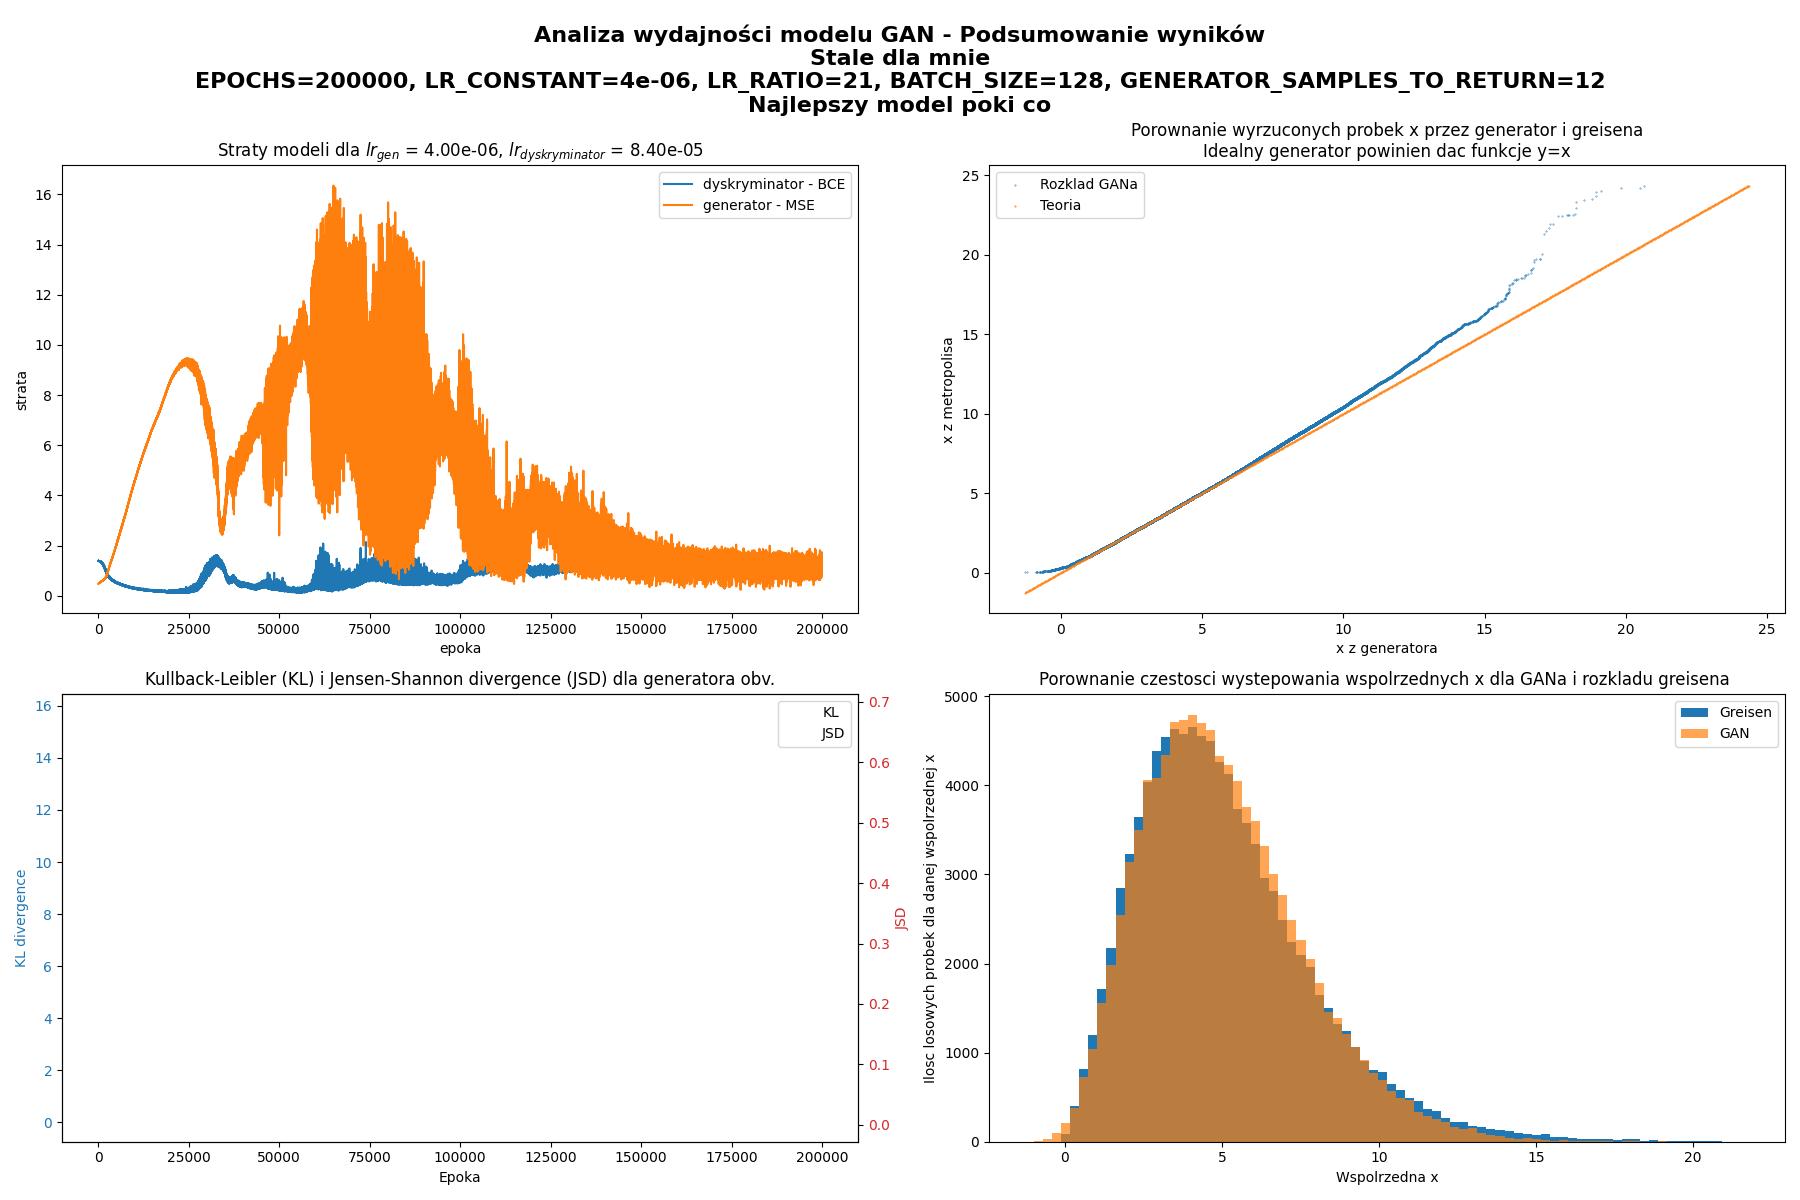 Analiza wydajności modelu GAN - Podsumowanie wyników
Stale dla mnie
EPOCHS=200000, LR_CONSTANT=4e-06, LR_RATIO=21, BATCH_SIZE=128, GENERATOR_SAMPLES_TO_RETURN=12
Najlepszy model poki co
Straty modeli dla lr_gen = 4.00e-06, lr_dyskryminator = 8.40e-05
dyskryminator - BCE
generator - MSE
strata
16
14
12
10
8
6
4
2
0
0 25000 50000 75000 100000 125000 150000 175000 200000
epoka
Porownanie wyrzuconych probek x przez generator i greisena
Idealny generator powinien dac funkcje y=x
Rozklad GANa
Teoria
x z metropolisa
25
20
15
10
5
0
0 5 10 15 20 25
x z generatora
Kullback-Leibler (KL) i Jensen-Shannon divergence (JSD) dla generatora obv.
KL
JSD
KL divergence
16
14
12
10
8
6
4
2
0
0.7
0.6
0.5
0.4
0.3
0.2
0.1
0.0
JSD
0 25000 50000 75000 100000 125000 150000 175000 200000
Epoka
Porownanie czestosci wystepowania wspolrzednych x dla GANa i rozkladu greisena
Greisen
GAN
Ilosc losowych probek dla danej wspolrzednej x
5000
4000
3000
2000
1000
0
0 5 10 15 20
Wspolrzedna x